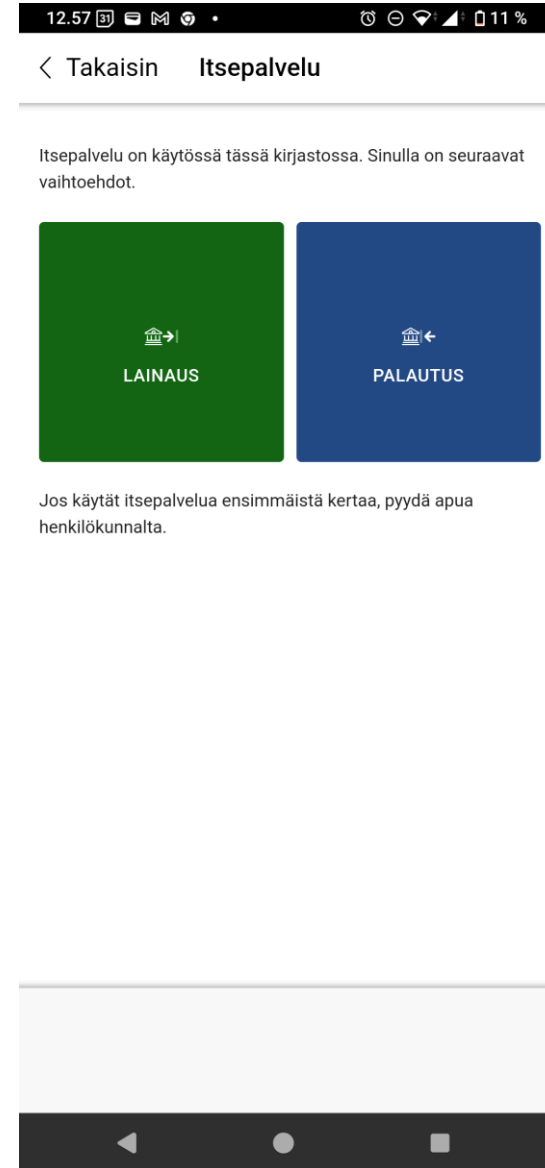 12.57 31 11 %
Takaisin Itsepalvelu
Itsepalvelu on käytössä tässä kirjastossa. Sinulla on seuraavat
vaihtoehdot.
LAINAUS PALAUTUS
Jos käytät itsepalvelua ensimmäistä kertaa, pyydä apua
henkilökunnalta.